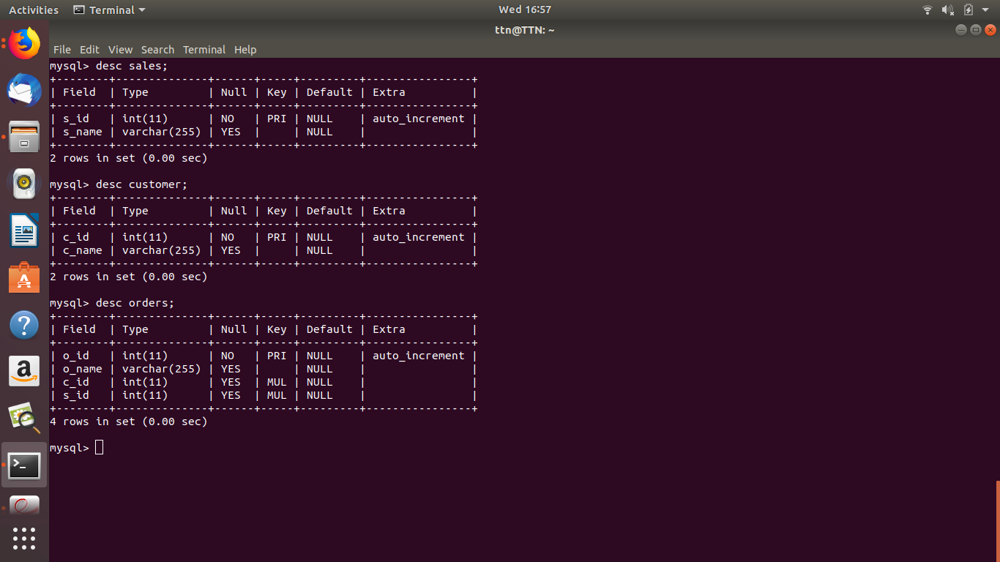 Activities Terminal Wed 16:57
ttn@TTN: ~
File Edit View Search Terminal Help
mysql> desc sales;
+--------+--------------+------+-----+---------+----------------+
| Field  | Type         | Null | Key | Default | Extra          |
+--------+--------------+------+-----+---------+----------------+
| s_id   | int(11)      | NO   | PRI | NULL    | auto_increment |
| s_name | varchar(255) | YES  |     | NULL    |                |
+--------+--------------+------+-----+---------+----------------+
2 rows in set (0.00 sec)
mysql> desc customer;
+--------+--------------+------+-----+---------+----------------+
| Field  | Type         | Null | Key | Default | Extra          |
+--------+--------------+------+-----+---------+----------------+
| c_id   | int(11)      | NO   | PRI | NULL    | auto_increment |
| c_name | varchar(255) | YES  |     | NULL    |                |
+--------+--------------+------+-----+---------+----------------+
2 rows in set (0.00 sec)
mysql> desc orders;
+--------+--------------+------+-----+---------+----------------+
| Field  | Type         | Null | Key | Default | Extra          |
+--------+--------------+------+-----+---------+----------------+
| o_id   | int(11)      | NO   | PRI | NULL    | auto_increment |
| o_name | varchar(255) | YES  |     | NULL    |                |
| c_id   | int(11)      | YES  | MUL | NULL    |                |
| s_id   | int(11)      | YES  | MUL | NULL    |                |
+--------+--------------+------+-----+---------+----------------+
4 rows in set (0.00 sec)
mysql>